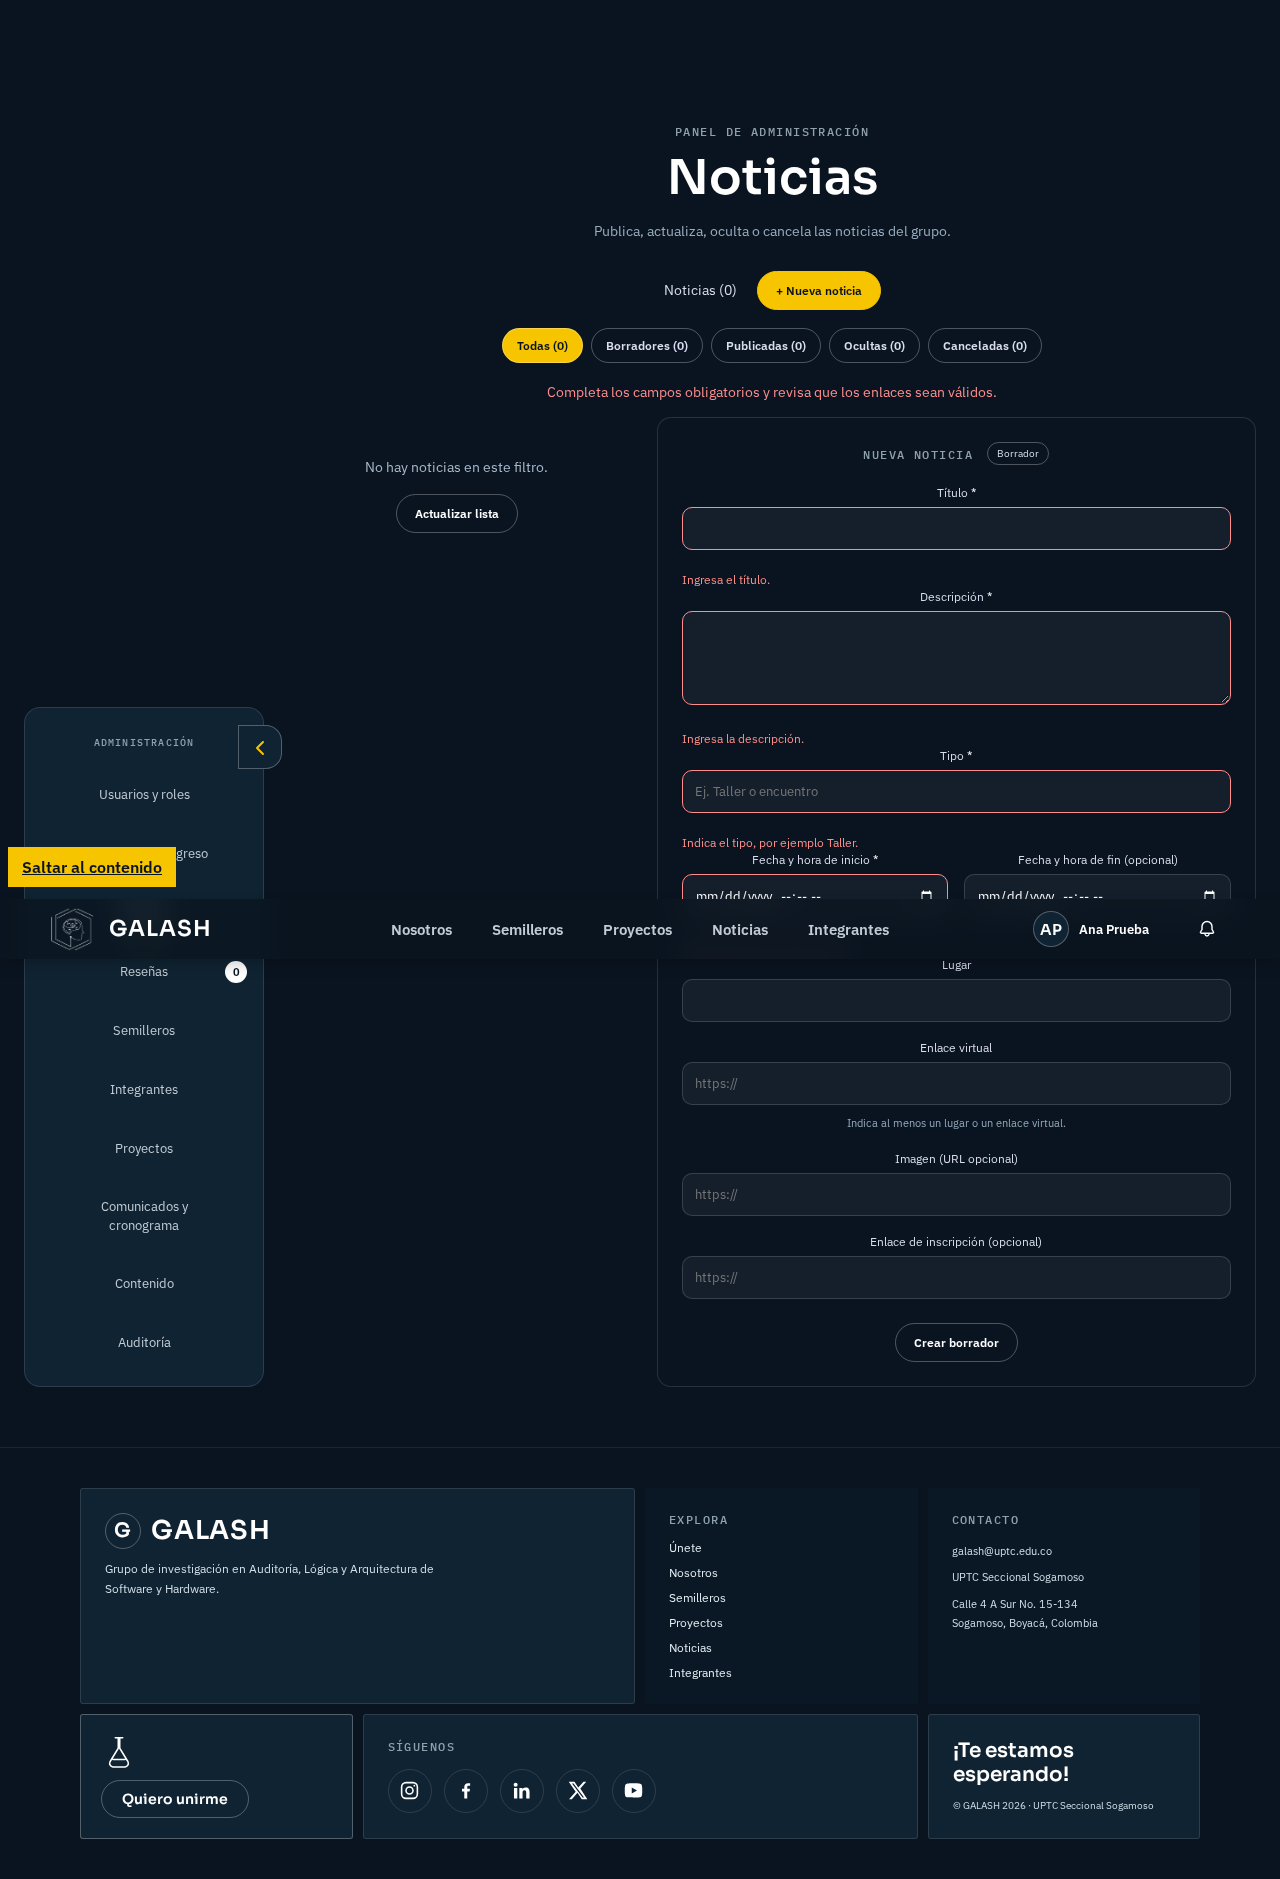 PANEL DE ADMINISTRACIÓN
Noticias
Publica, actualiza, oculta o cancela las noticias del grupo.
Noticias (0)
+ Nueva noticia
Todas (0)
Borradores (0)
Publicadas (0)
Ocultas (0)
Canceladas (0)
Completa los campos obligatorios y revisa que los enlaces sean válidos.
No hay noticias en este filtro.
Actualizar lista
NUEVA NOTICIA
Borrador
Título *
Ingresa el título.
Descripción *
Ingresa la descripción.
Tipo *
Ej. Taller o encuentro
Indica el tipo, por ejemplo Taller.
Fecha y hora de inicio *
mm/dd/yyyy --:-- --
Fecha y hora de fin (opcional)
mm/dd/yyyy --:-- --
ADMINISTRACIÓN
Usuarios y roles
greso
Saltar al contenido
GALASH
Nosotros
Semilleros
Proyectos
Noticias
Integrantes
AP
Ana Prueba
Reseñas
0
Semilleros
Integrantes
Proyectos
Comunicados y
cronograma
Contenido
Auditoría
Lugar
Enlace virtual
https://
Indica al menos un lugar o un enlace virtual.
Imagen (URL opcional)
https://
Enlace de inscripción (opcional)
https://
Crear borrador
G GALASH
Grupo de investigación en Auditoría, Lógica y Arquitectura de
Software y Hardware.
EXPLORA
Únete
Nosotros
Semilleros
Proyectos
Noticias
Integrantes
CONTACTO
galash@uptc.edu.co
UPTC Seccional Sogamoso
Calle 4 A Sur No. 15-134
Sogamoso, Boyacá, Colombia
Quiero unirme
SÍGUENOS
¡Te estamos
esperando!
© GALASH 2026 · UPTC Seccional Sogamoso